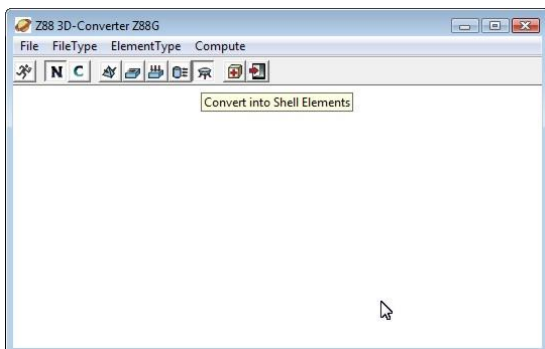 Z88 3D-Converter Z88G
File FileType ElementType Compute
N C
Convert into Shell Elements